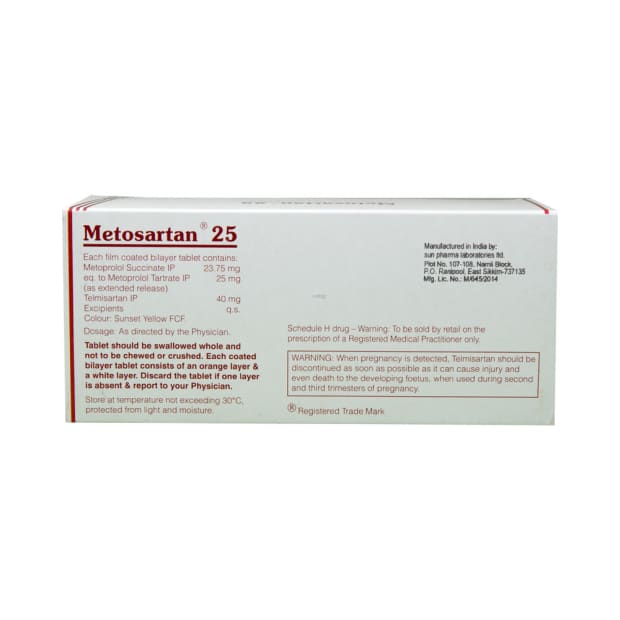 Metosartan 25
Metosartan® 25
Each film coated bilayer tablet contains:
Metoprolol Succinate IP 23.75 mg
eq. to Metoprolol Tartrate IP 25 mg
(as extended release)
Telmisartan IP 40 mg
Excipients q.s.
Colour: Sunset Yellow FCF.
Dosage: As directed by the Physician.
Tablet should be swallowed whole and
not to be chewed or crushed. Each coated
bilayer tablet consists of an orange layer &
a white layer. Discard the tablet if one layer
is absent & report to your Physician.
Store at temperature not exceeding 30°C,
protected from light and moisture.
Manufactured in India by:
sun pharma laboratories ltd.
Plot No. 107-108, Namli Block,
P.O. Ranipool, East Sikkim-737135
Mfg. Lic. No.: M/645/2014
Schedule H drug – Warning: To be sold by retail on the
prescription of a Registered Medical Practitioner only.
WARNING: When pregnancy is detected, Telmisartan should be
discontinued as soon as possible as it can cause injury and
even death to the developing foetus, when used during second
and third trimesters of pregnancy.
® Registered Trade Mark